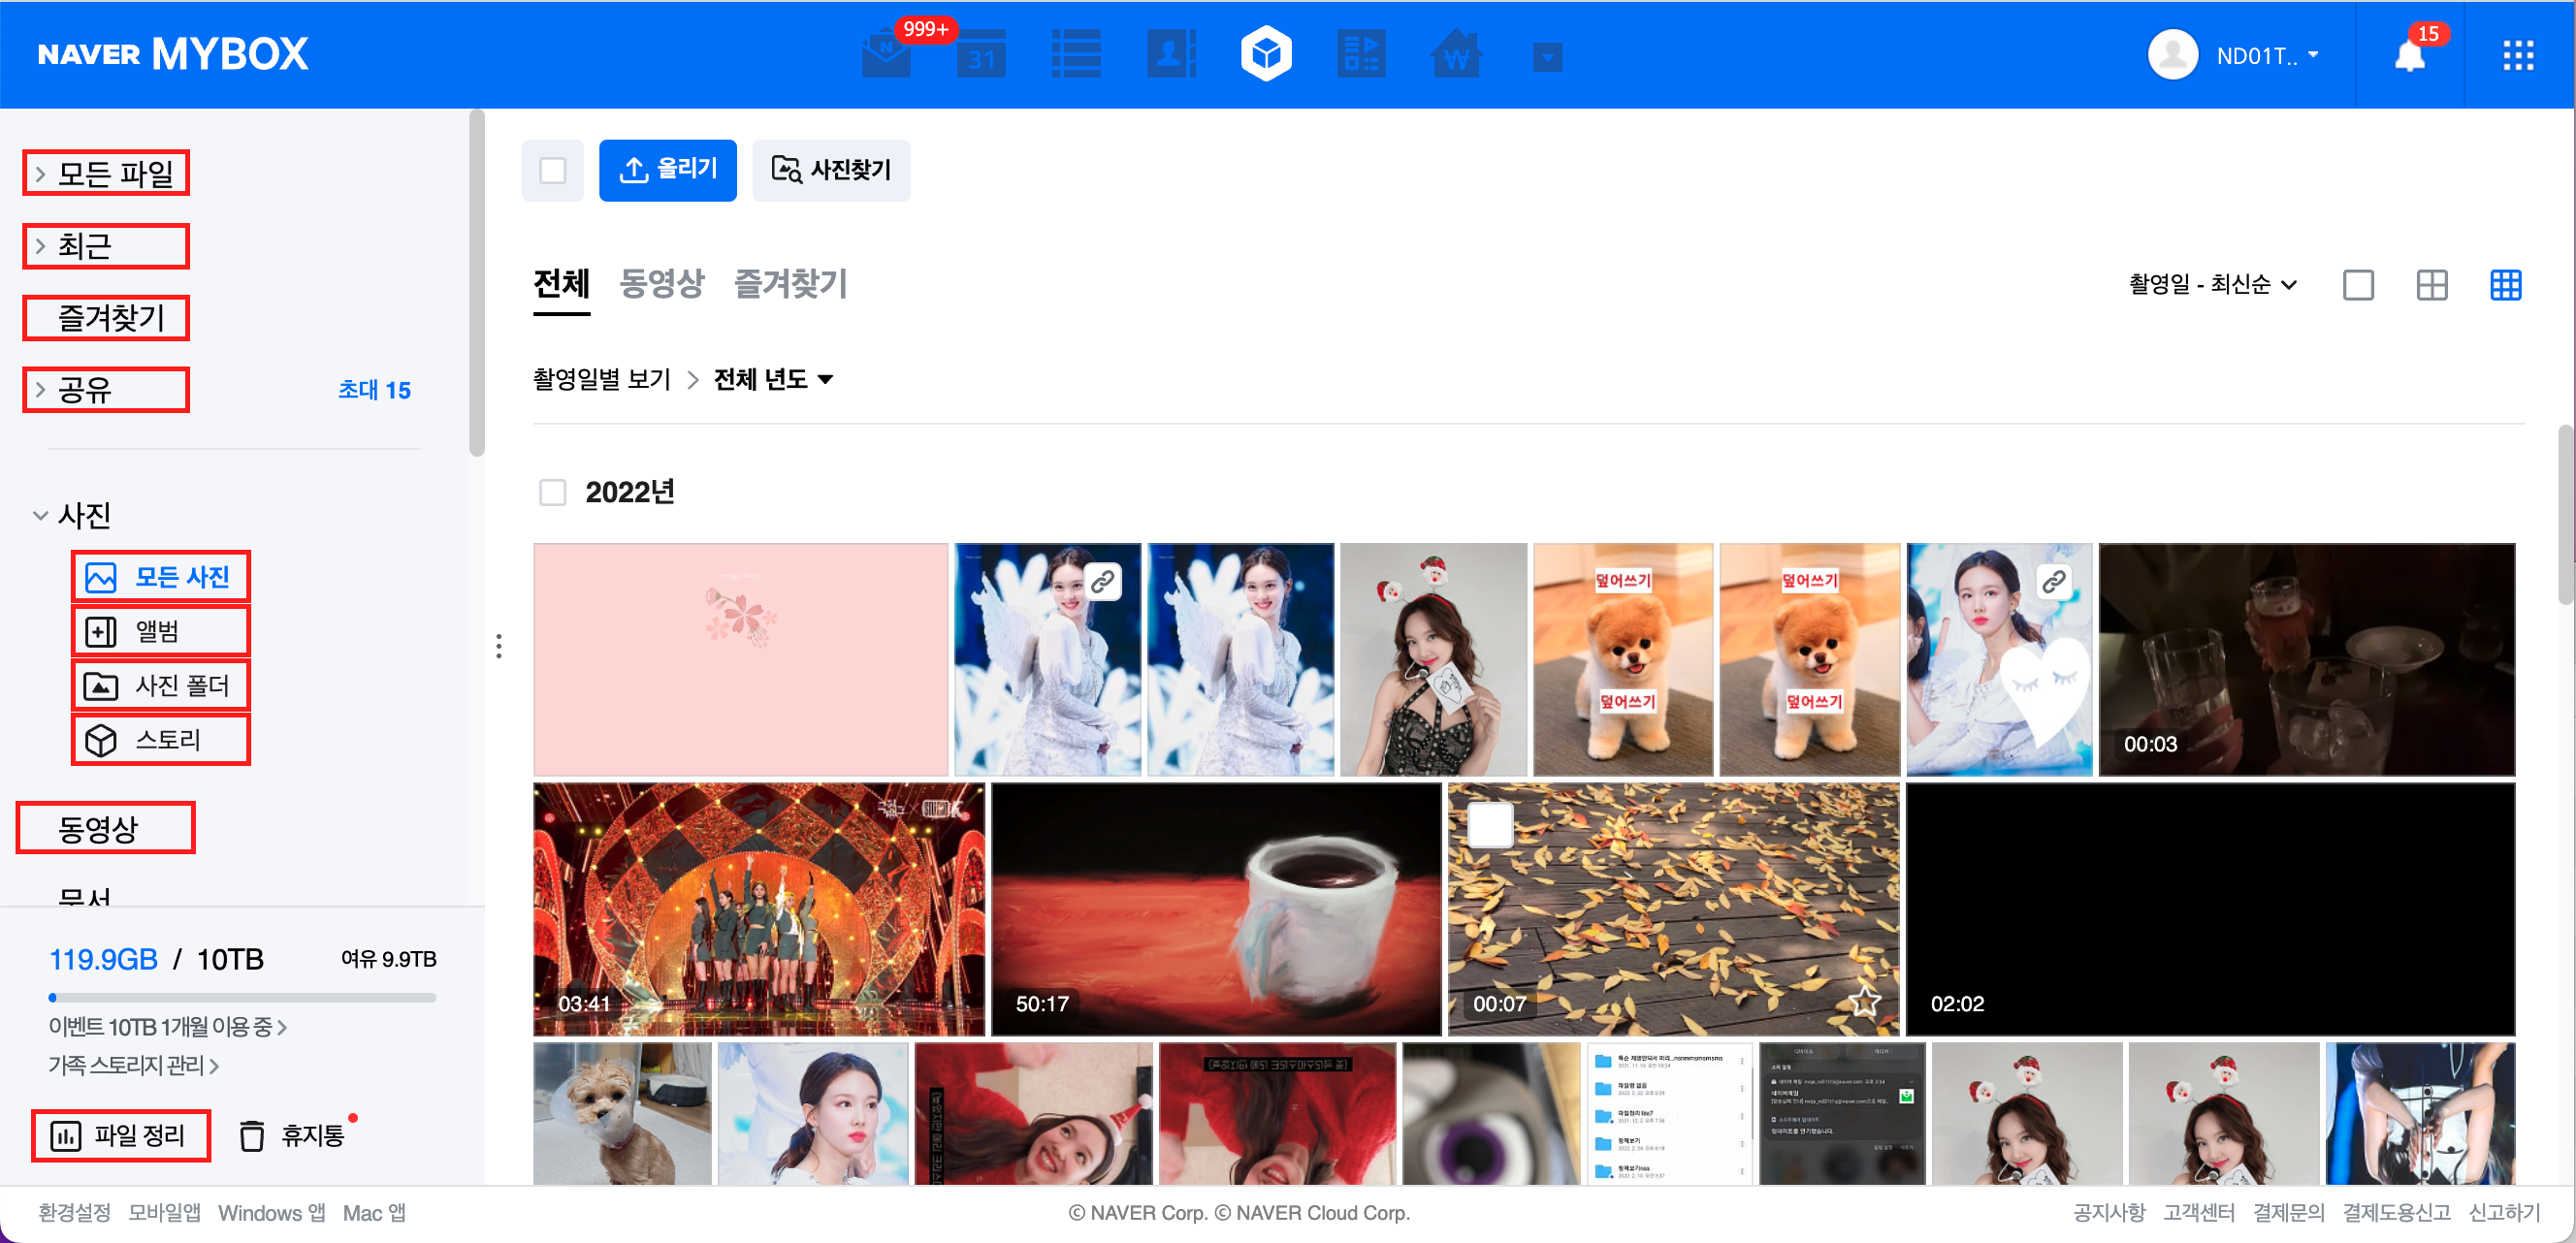 NAVER MYBOX
999+
31
ND01T..
15
모든 파일
최근
즐겨찾기
공유
초대 15
사진
모든 사진
앨범
사진 폴더
스토리
동영상
문서
119.9GB / 10TB
여유 9.9TB
이벤트 10TB 1개월 이용 중
가족 스토리지 관리
파일 정리
휴지통
올리기
사진찾기
전체 동영상 즐겨찾기
촬영일 - 최신순
촬영일별 보기 > 전체 년도
2022년
덮어쓰기
덮어쓰기
덮어쓰기
덮어쓰기
00:03
03:41
50:17
00:07
02:02
환경설정 모바일앱 Windows 앱 Mac 앱
© NAVER Corp. © NAVER Cloud Corp.
공지사항 고객센터 결제문의 결제도용신고 신고하기